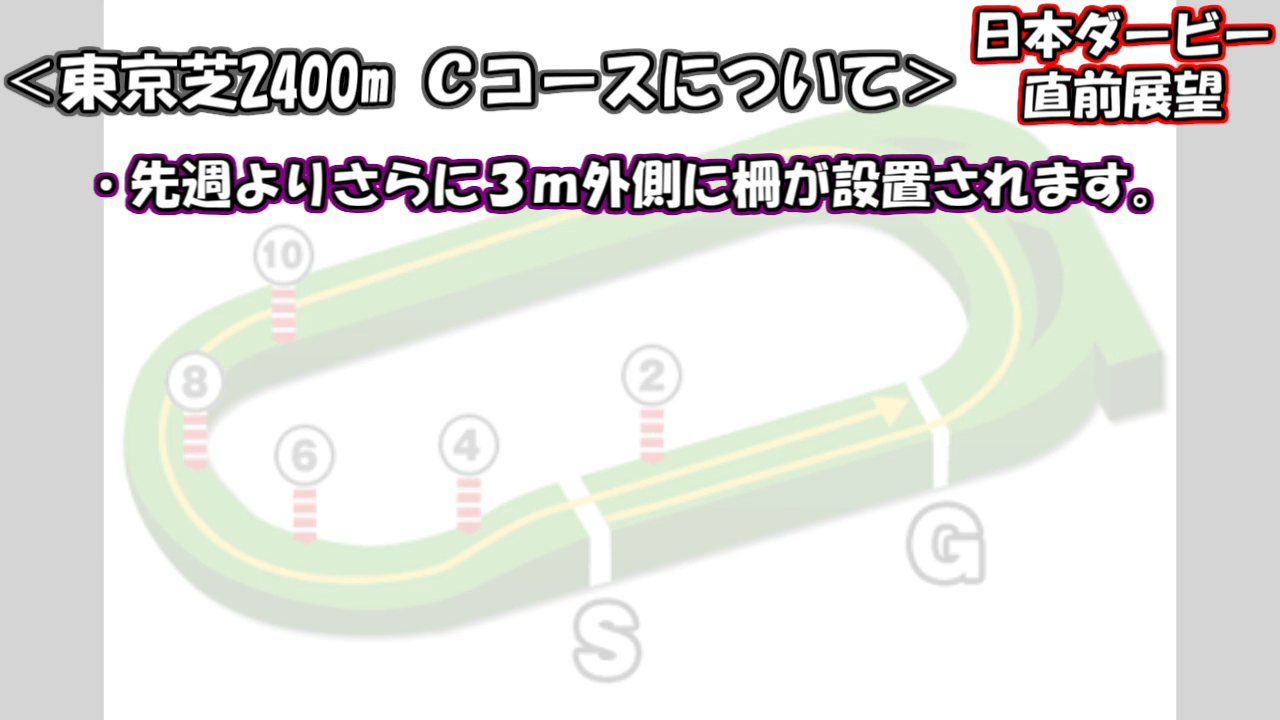 ＜東京芝2400m Cコースについて＞
日本ダービー
直前展望
・先週よりさらに3m外側に柵が設置されます。
10
8
6
4
2
S
G